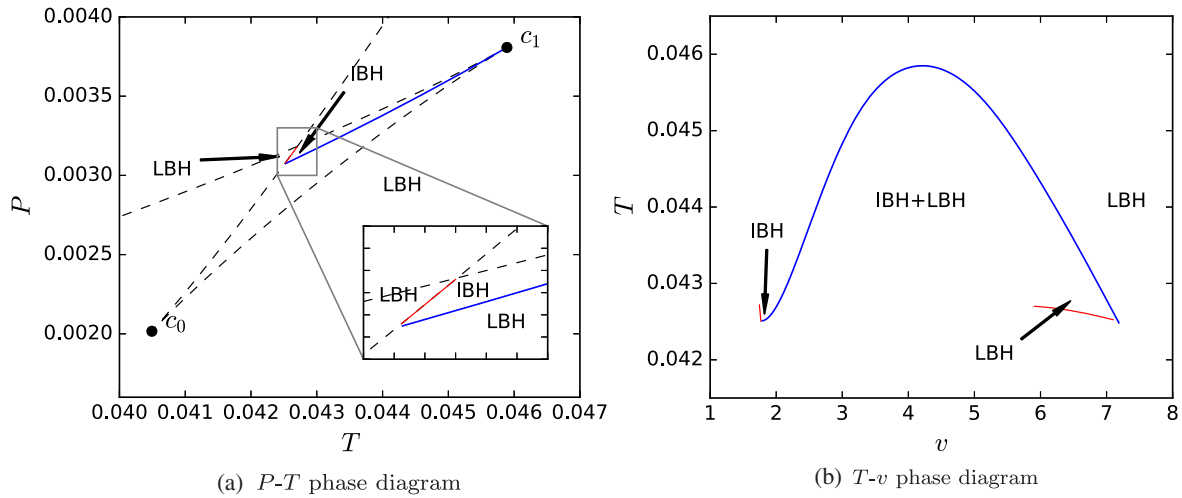 0.0040
0.0035
0.0030
0.0025
0.0020
P
c₁
IBH
LBH
LBH
LBH
IBH
LBH
c₀
0.040 0.041 0.042 0.043 0.044 0.045 0.046 0.047
T
(a) P-T phase diagram
0.046
0.045
0.044
0.043
0.042
T
IBH
IBH+LBH
LBH
LBH
1 2 3 4 5 6 7 8
v
(b) T-v phase diagram